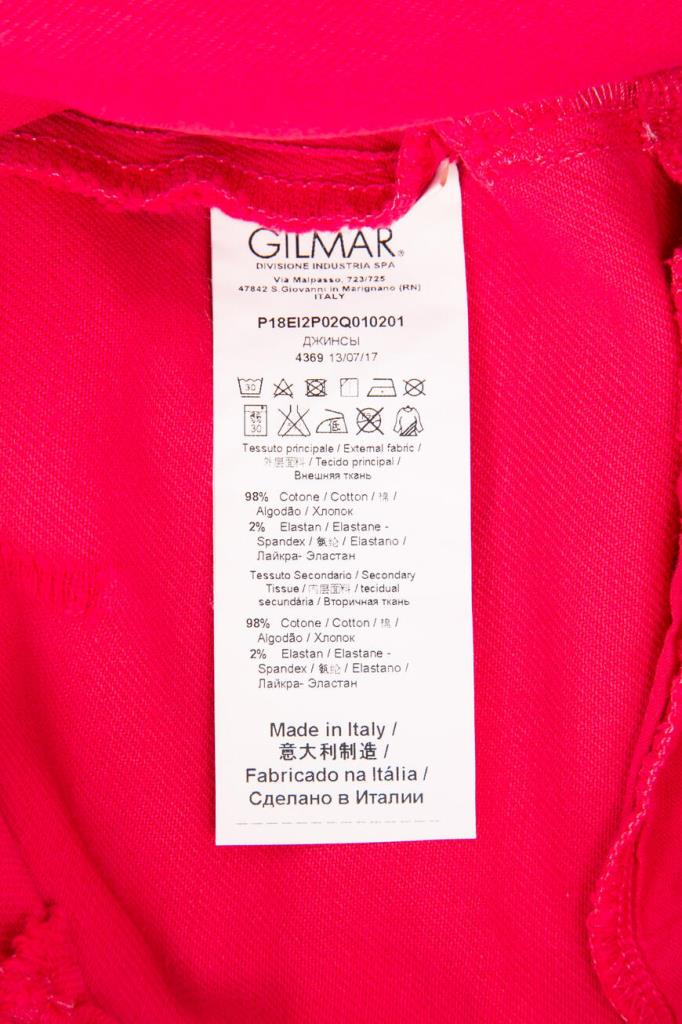 GILMAR®
DIVISIONE INDUSTRIA SPA
Via Malpasso, 723/725
47842 S.Giovanni in Marignano (RN)
ITALY
P18EI2P02Q010201
ДЖИНСЫ
4369 13/07/17
30
低
30
Tessuto principale / External fabric /
外层面料 / Tecido principal /
Внешняя ткань
98% Cotone / Cotton / 棉 /
Algodão / Хлопок
2% Elastan / Elastane -
Spandex / 氨纶 / Elastano /
Лайкра- Эластан
Tessuto Secondario / Secondary
Tissue / 内层面料 / tecidual
secundária / Вторичная ткань
98% Cotone / Cotton / 棉 /
Algodão / Хлопок
2% Elastan / Elastane -
Spandex / 氨纶 / Elastano /
Лайкра- Эластан
Made in Italy /
意大利制造 /
Fabricado na Itália /
Сделано в Италии